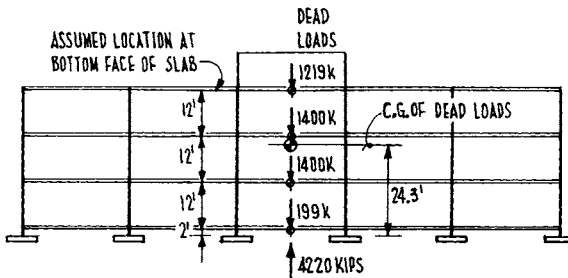 DEAD
LOADS
ASSUMED LOCATION AT
BOTTOM FACE OF SLAB
1219K
12'
1400K
C.G. OF DEAD LOADS
12'
1400K
24.3'
12'
199K
2'
4220 KIPS